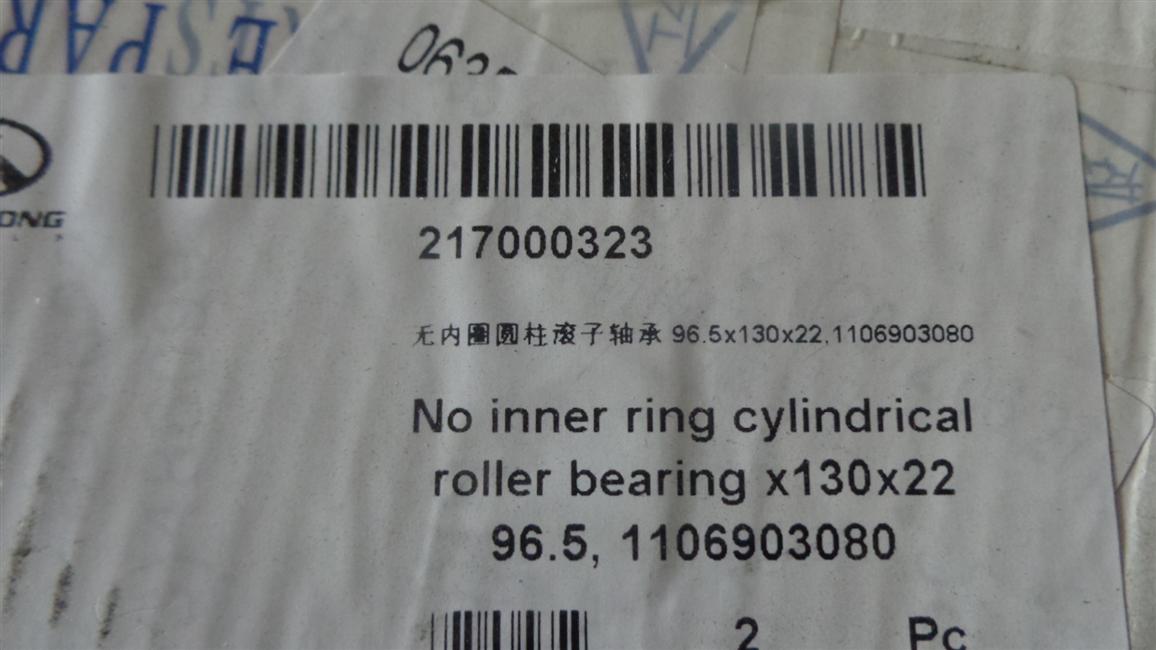 217000323
无内圈圆柱滚子轴承 96.5x130x22,1106903080
No inner ring cylindrical
roller bearing x130x22
96.5, 1106903080
2 Pc